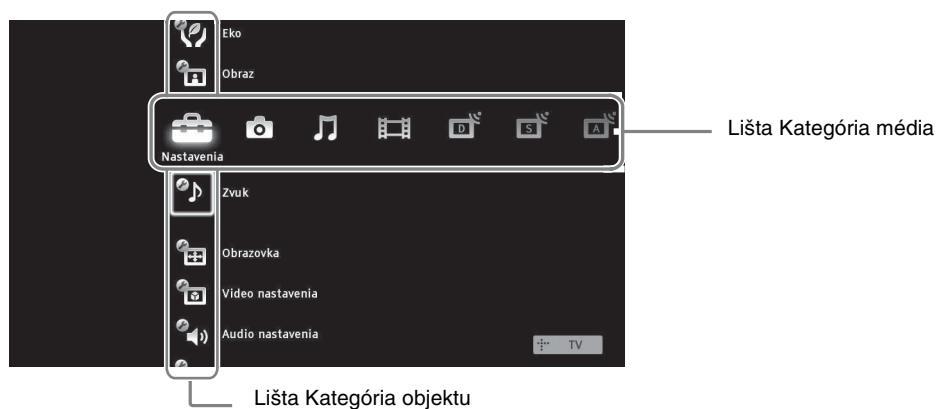 Eko
Obraz
D S A
Nastavenia
Lišta Kategória média
Zvuk
Obrazovka
Video nastavenia
Audio nastavenia
TV
Lišta Kategória objektu